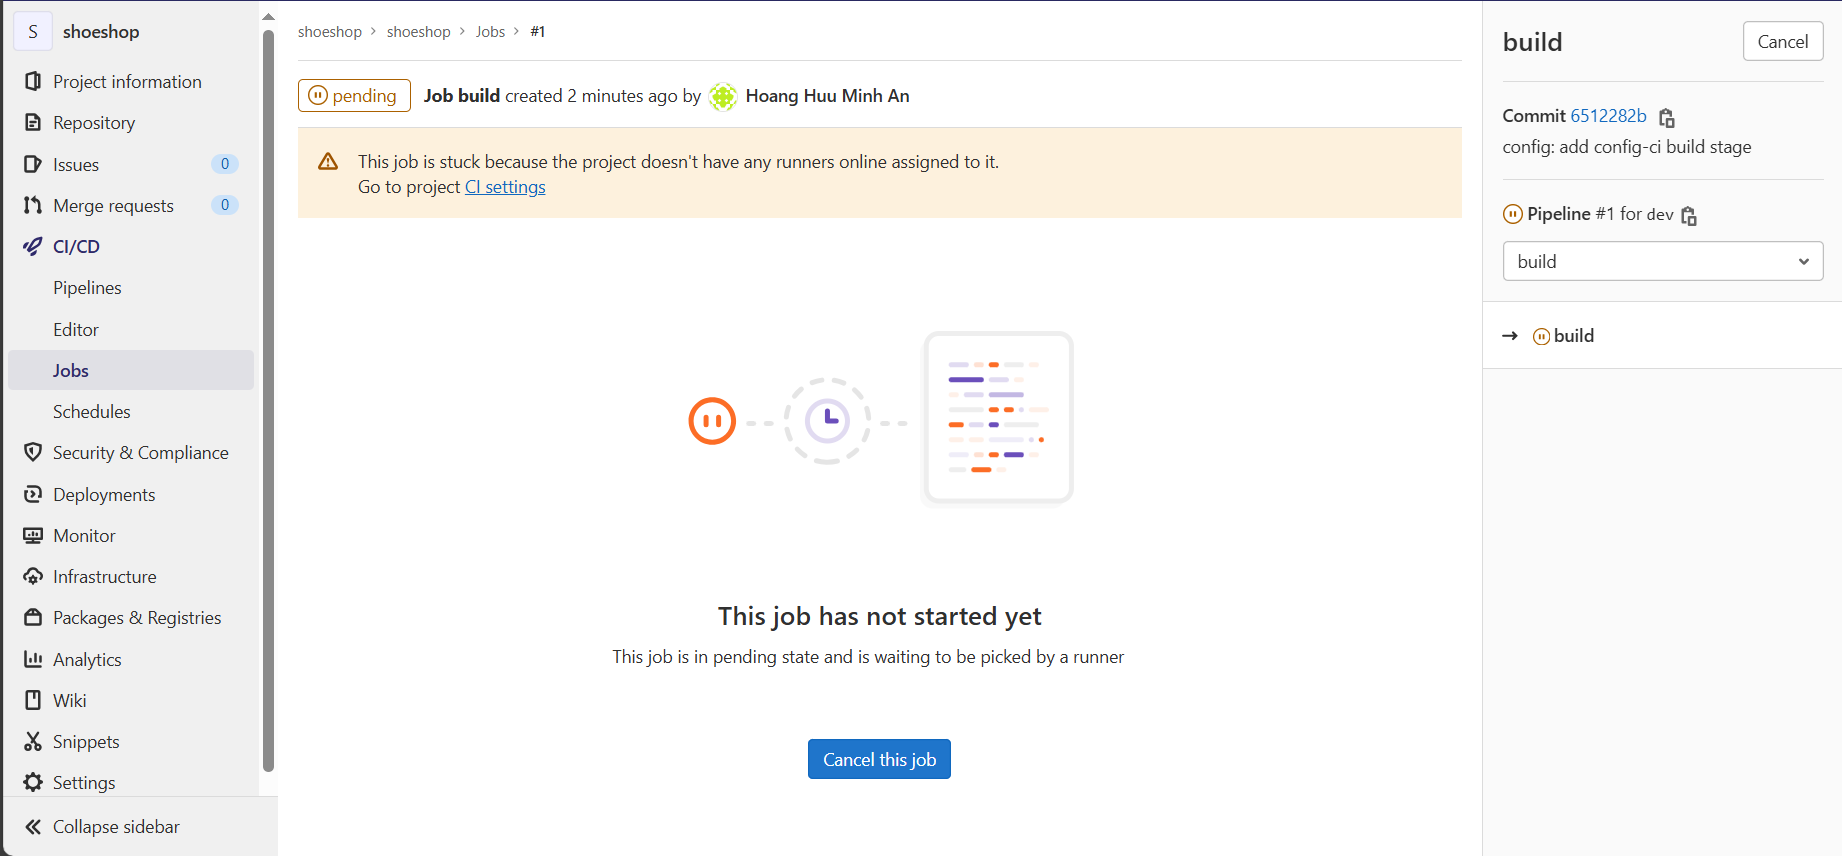 S shoeshop
Project information
Repository
Issues 0
Merge requests 0
CI/CD
Pipelines
Editor
Jobs
Schedules
Security & Compliance
Deployments
Monitor
Infrastructure
Packages & Registries
Analytics
Wiki
Snippets
Settings
Collapse sidebar
shoeshop > shoeshop > Jobs > #1
pending Job build created 2 minutes ago by Hoang Huu Minh An
This job is stuck because the project doesn't have any runners online assigned to it.
Go to project CI settings
This job has not started yet
This job is in pending state and is waiting to be picked by a runner
Cancel this job
build Cancel
Commit 6512282b
config: add config-ci build stage
Pipeline #1 for dev
build
build